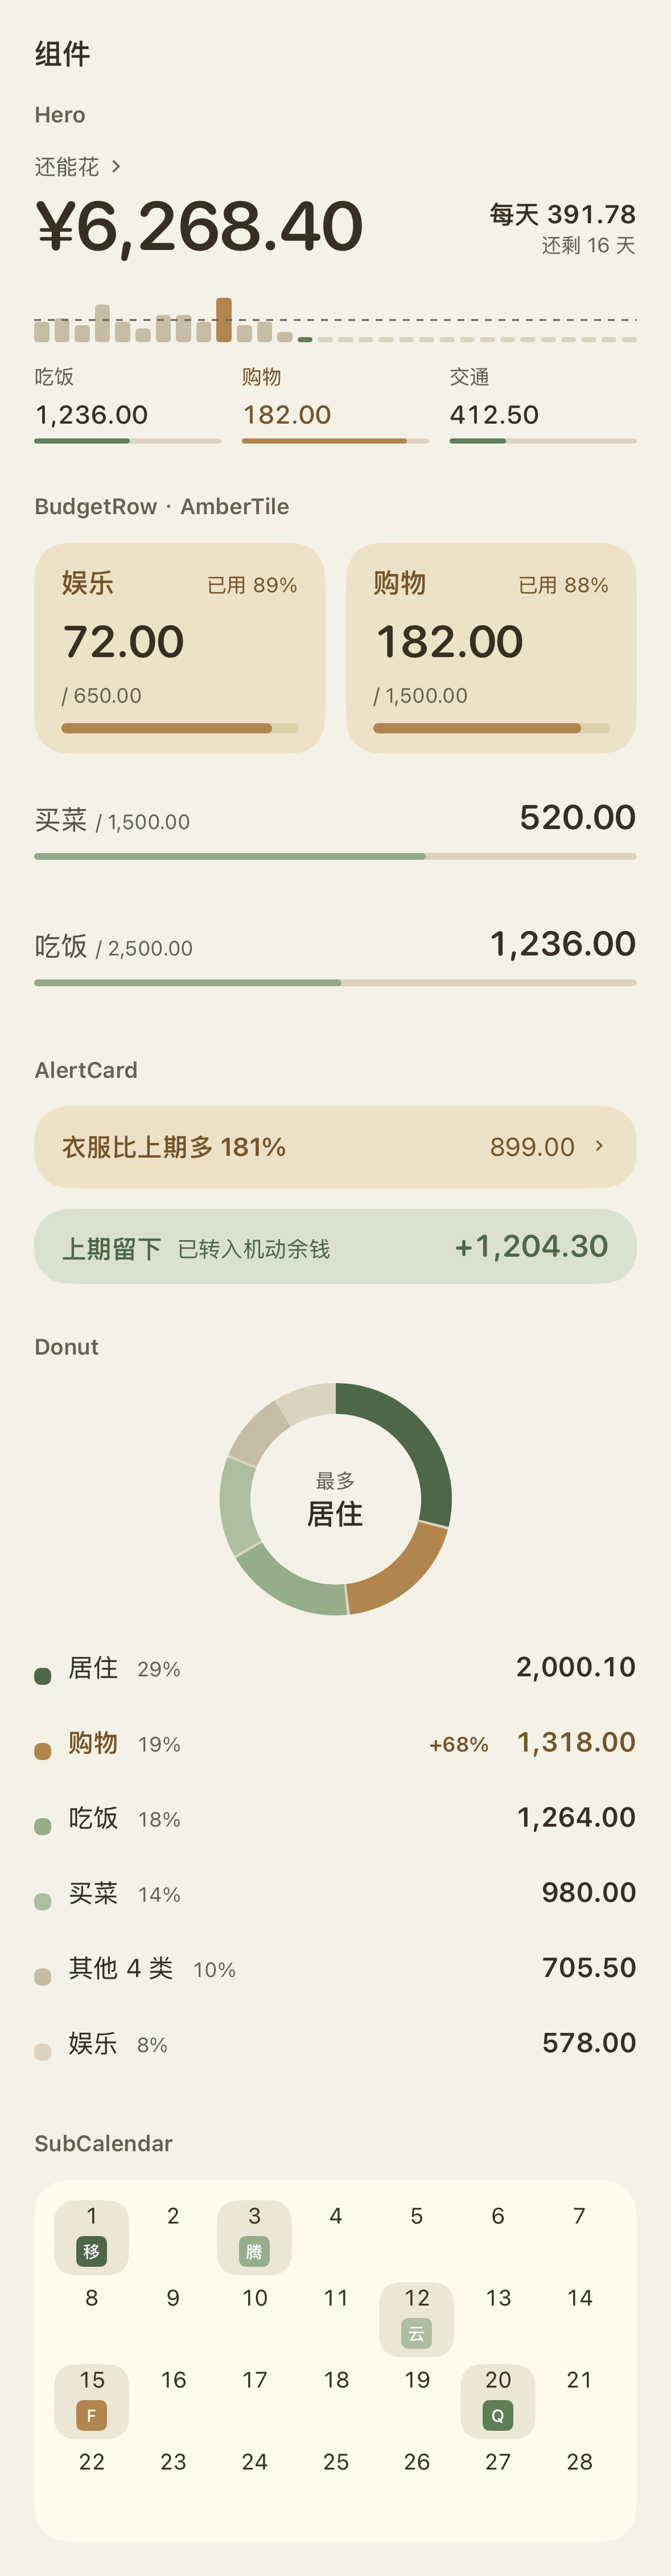 组件
Hero
还能花 >
¥6,268.40
每天 391.78
还剩 16 天
吃饭 购物 交通
1,236.00 182.00 412.50
BudgetRow · AmberTile
娱乐 已用 89%
72.00
/ 650.00
购物 已用 88%
182.00
/ 1,500.00
买菜 / 1,500.00 520.00
吃饭 / 2,500.00 1,236.00
AlertCard
衣服比上期多 181% 899.00 >
上期留下 已转入机动余钱 +1,204.30
Donut
最多
居住
居住 29% 2,000.10
购物 19% +68% 1,318.00
吃饭 18% 1,264.00
买菜 14% 980.00
其他 4 类 10% 705.50
娱乐 8% 578.00
SubCalendar
1 2 3 4 5 6 7
移 腾
8 9 10 11 12 13 14
云
15 16 17 18 19 20 21
F Q
22 23 24 25 26 27 28